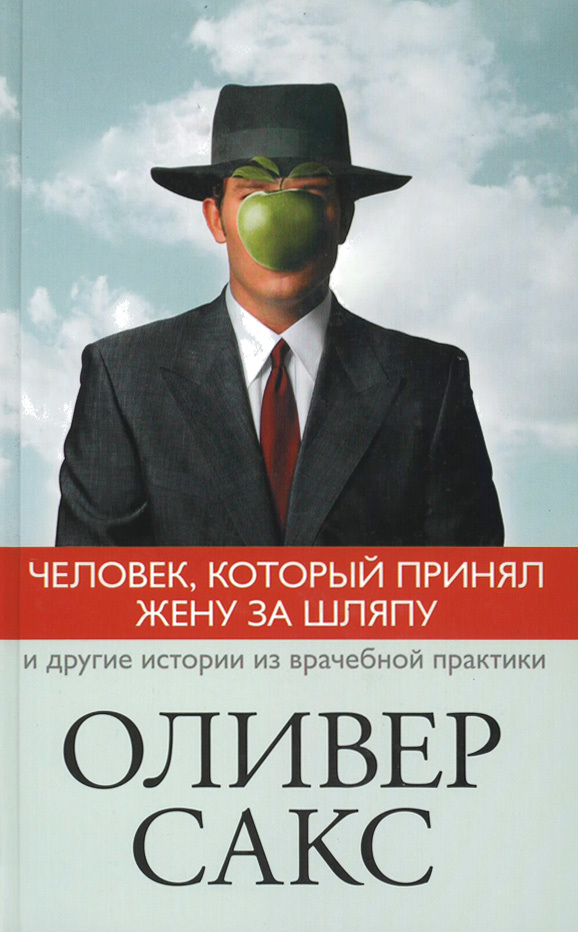 ЧЕЛОВЕК, КОТОРЫЙ ПРИНЯЛ
ЖЕНУ ЗА ШЛЯПУ
и другие истории из врачебной практики
ОЛИВЕР
САКС